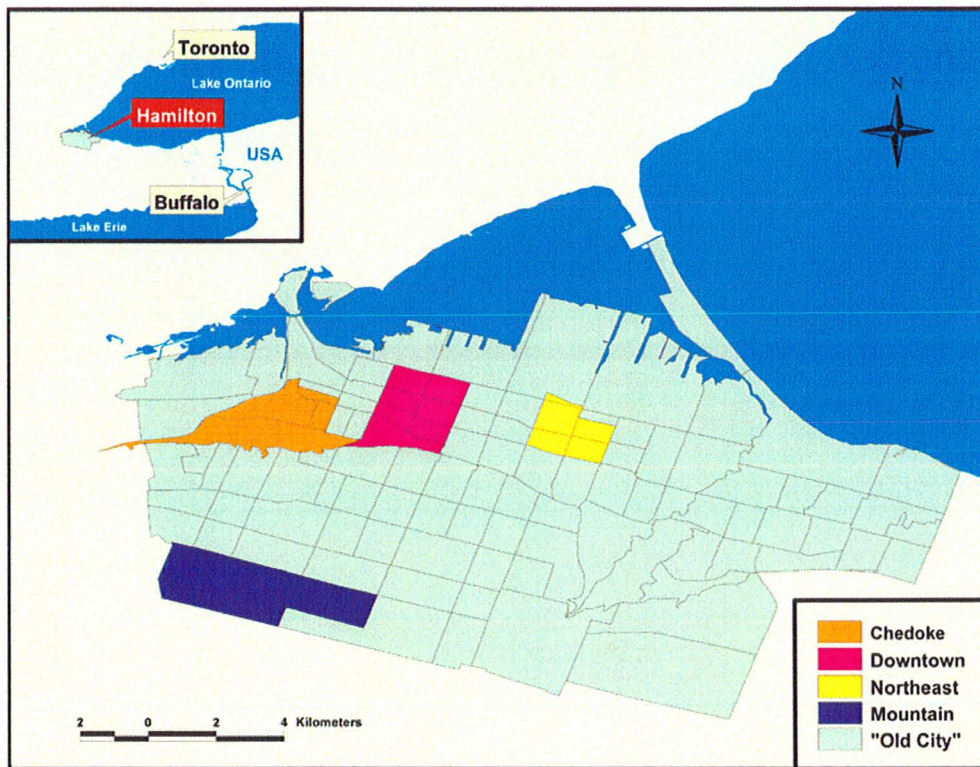 Toronto
Lake Ontario
Hamilton
USA
Buffalo
Lake Erie
N
2 0 2 4 Kilometers
Chedoke
Downtown
Northeast
Mountain
"Old City"